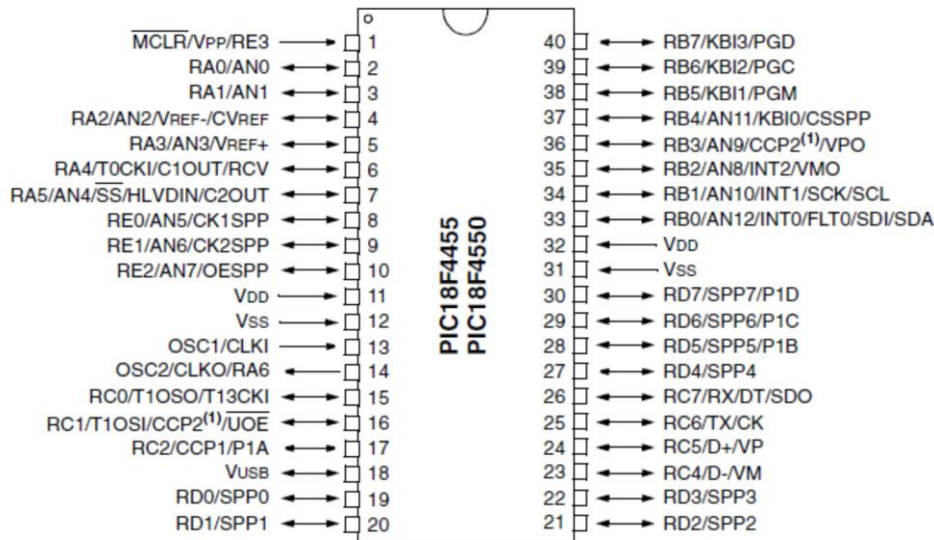 MCLR/VPP/RE3 1
RA0/AN0 2
RA1/AN1 3
RA2/AN2/VREF-/CVREF 4
RA3/AN3/VREF+ 5
RA4/T0CKI/C1OUT/RCV 6
RA5/AN4/SS/HLVDIN/C2OUT 7
RE0/AN5/CK1SPP 8
RE1/AN6/CK2SPP 9
RE2/AN7/OESPP 10
VDD 11
VSS 12
OSC1/CLKI 13
OSC2/CLKO/RA6 14
RC0/T1OSO/T13CKI 15
RC1/T1OSI/CCP2(1)/UOE 16
RC2/CCP1/P1A 17
VUSB 18
RD0/SPP0 19
RD1/SPP1 20
PIC18F4455
PIC18F4550
40 RB7/KBI3/PGD
39 RB6/KBI2/PGC
38 RB5/KBI1/PGM
37 RB4/AN11/KBI0/CSSPP
36 RB3/AN9/CCP2(1)/VPO
35 RB2/AN8/INT2/VMO
34 RB1/AN10/INT1/SCK/SCL
33 RB0/AN12/INT0/FLT0/SDI/SDA
32 VDD
31 VSS
30 RD7/SPP7/P1D
29 RD6/SPP6/P1C
28 RD5/SPP5/P1B
27 RD4/SPP4
26 RC7/RX/DT/SDO
25 RC6/TX/CK
24 RC5/D+/VP
23 RC4/D-/VM
22 RD3/SPP3
21 RD2/SPP2